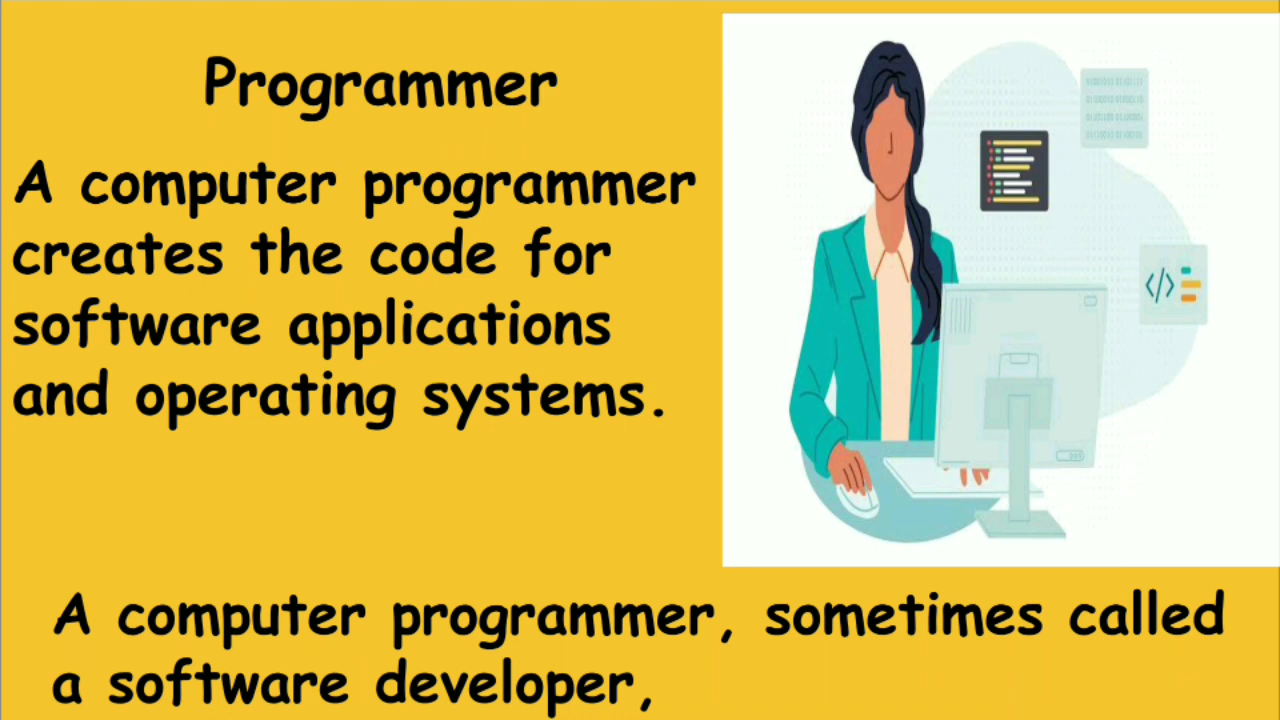 Programmer
A computer programmer
creates the code for
software applications
and operating systems.
</>
A computer programmer, sometimes called
a software developer,